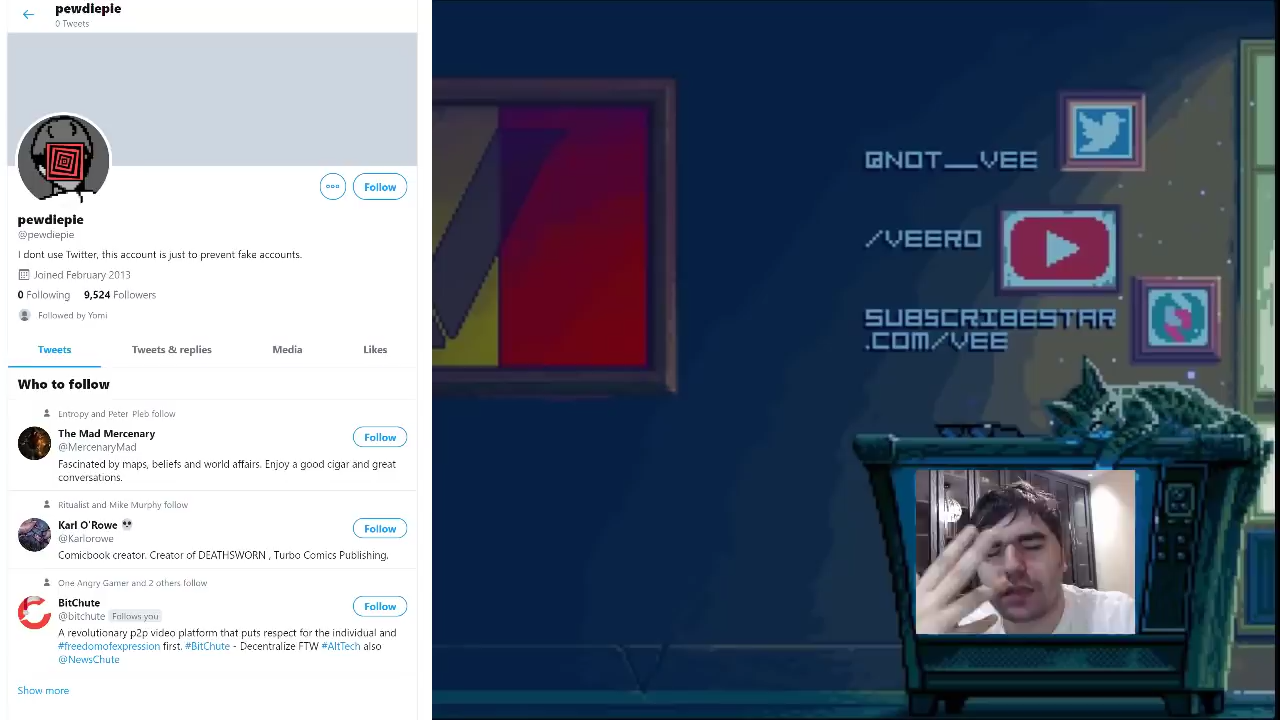 pewdiepie
0 Tweets
Follow
pewdiepie
@pewdiepie
I dont use Twitter, this account is just to prevent fake accounts.
Joined February 2013
0 Following 9,524 Followers
Followed by Yomi
Tweets Tweets & replies Media Likes
Who to follow
Entropy and Peter Pleb follow
The Mad Mercenary
@MercenaryMad
Follow
Fascinated by maps, beliefs and world affairs. Enjoy a good cigar and great
conversations.
Ritualist and Mike Murphy follow
Karl O'Rowe
@Karlorowe
Follow
Comicbook creator. Creator of DEATHSWORN , Turbo Comics Publishing.
One Angry Gamer and 2 others follow
BitChute
@bitchute Follows you
Follow
A revolutionary p2p video platform that puts respect for the individual and
#freedomofexpression first. #BitChute - Decentralize FTW #AltTech also
@NewsChute
Show more
@NOT__VEE
/VEERO
SUBSCRIBESTAR
.COM/VEE